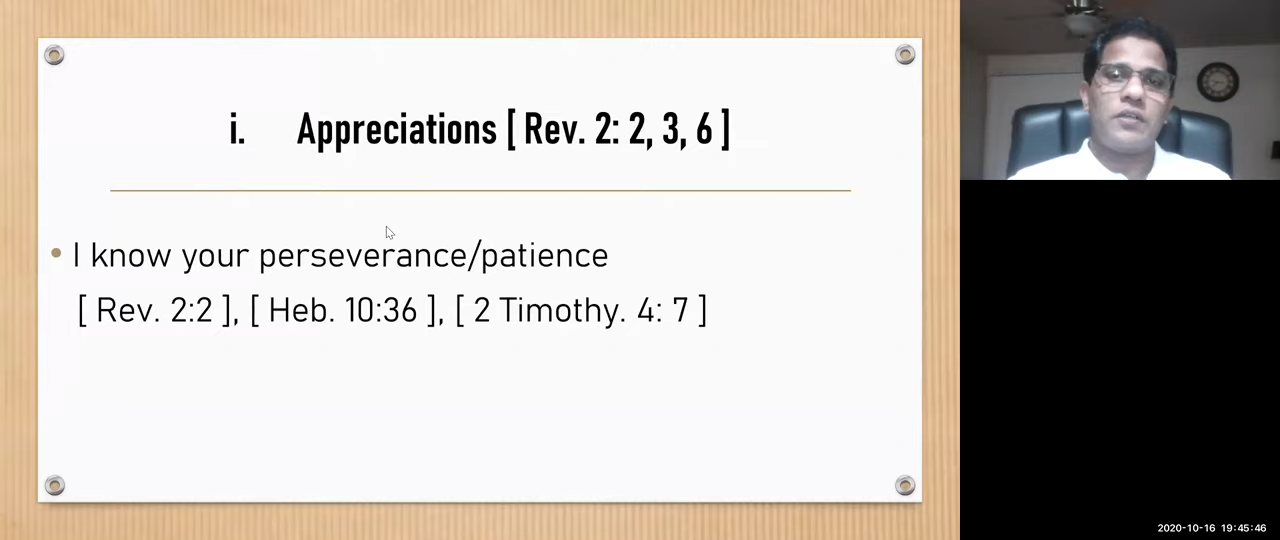 i. Appreciations [ Rev. 2: 2, 3, 6 ]
• I know your perseverance/patience
[ Rev. 2:2 ], [ Heb. 10:36 ], [ 2 Timothy. 4: 7 ]
2020-10-16 19:45:46